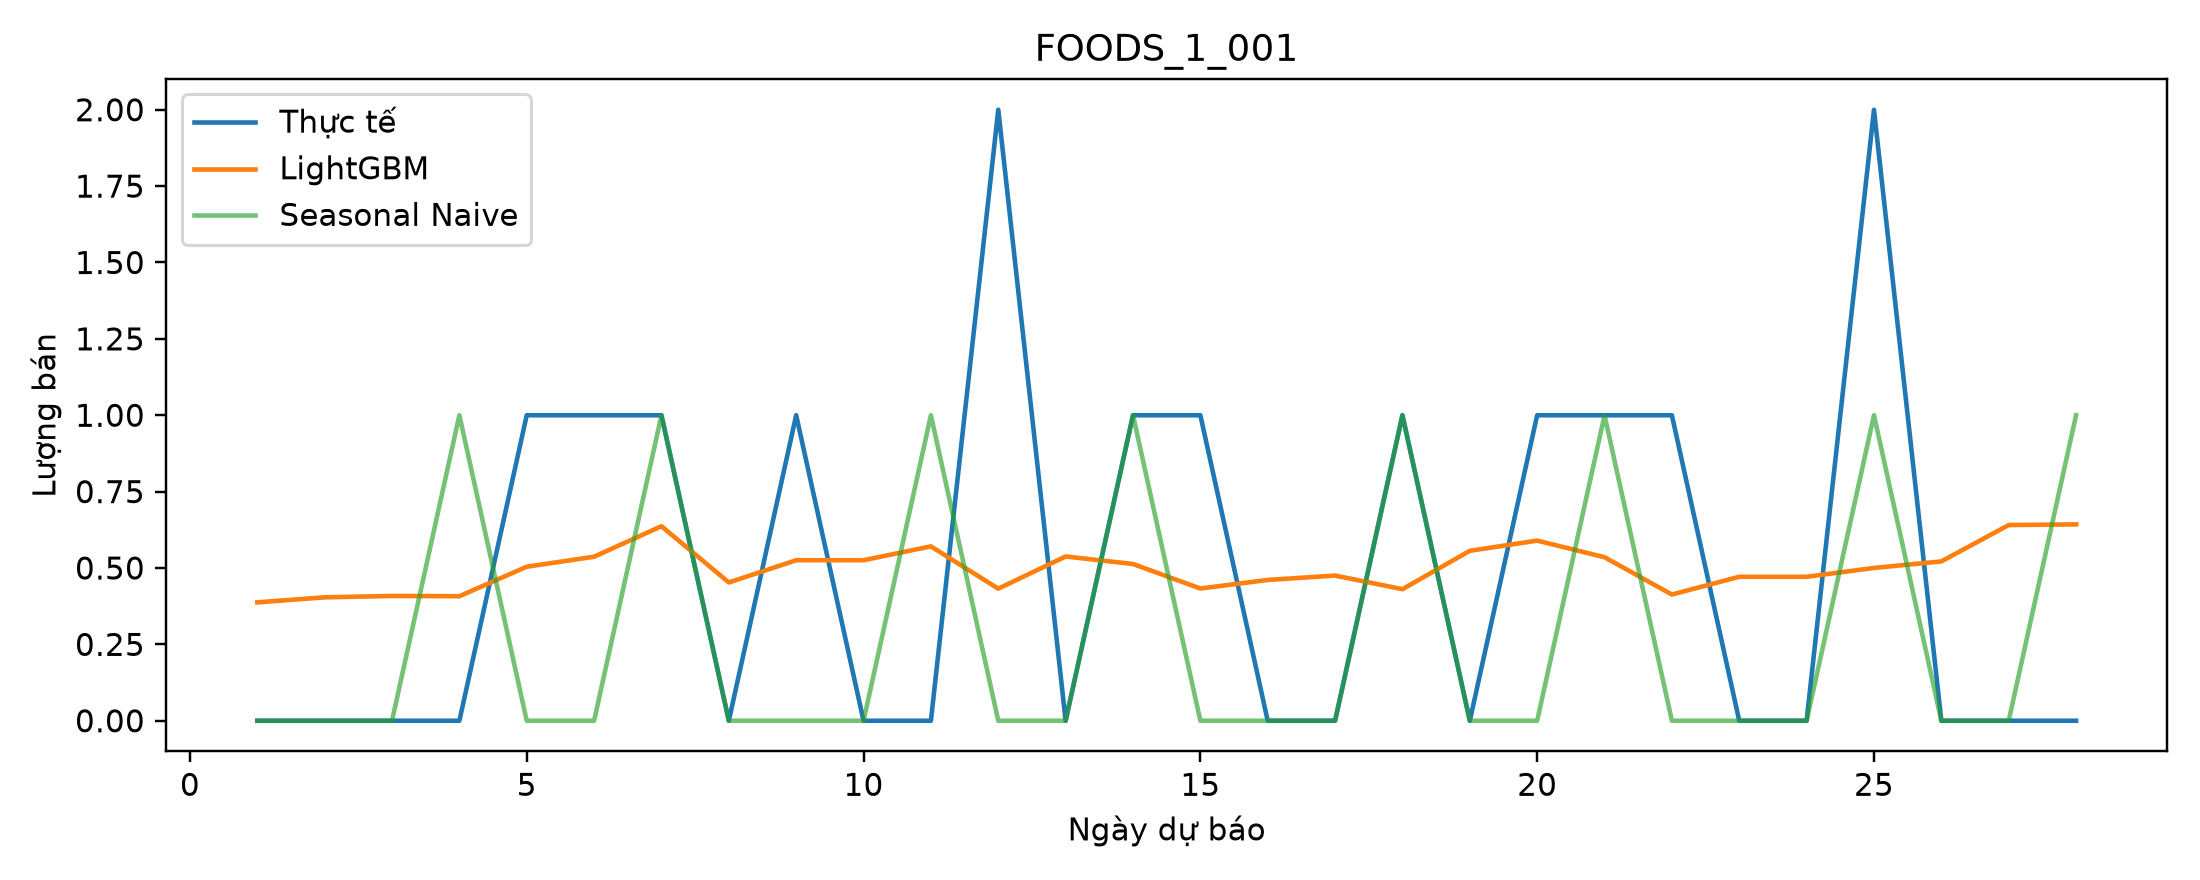 FOODS_1_001
Thực tế
LightGBM
Seasonal Naive
2.00
1.75
1.50
1.25
1.00
0.75
0.50
0.25
0.00
Lượng bán
0 5 10 15 20 25
Ngày dự báo